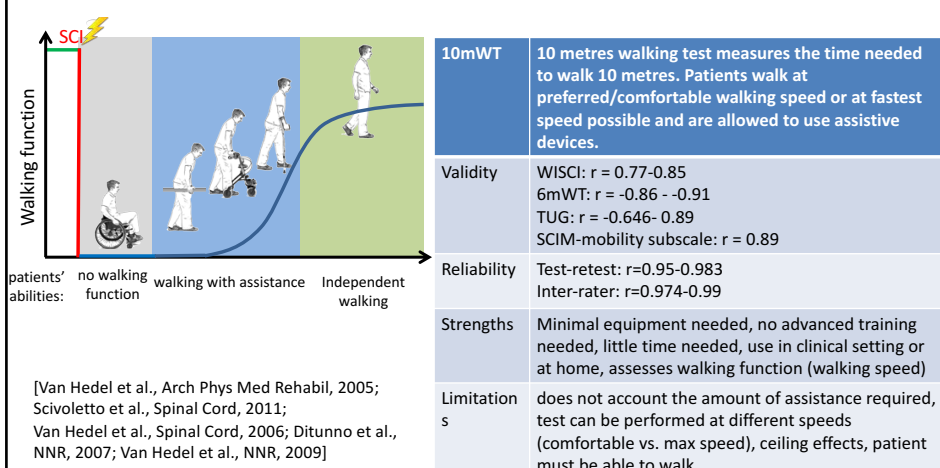 SCI
Walking function
patients'
abilities:
no walking
function
walking with assistance
Independent
walking
[Van Hedel et al., Arch Phys Med Rehabil, 2005;
Scivoletto et al., Spinal Cord, 2011;
Van Hedel et al., Spinal Cord, 2006; Ditunno et al.,
NNR, 2007; Van Hedel et al., NNR, 2009]
10mWT
10 metres walking test measures the time needed
to walk 10 metres. Patients walk at
preferred/comfortable walking speed or at fastest
speed possible and are allowed to use assistive
devices.
Validity
WISCI: r = 0.77-0.85
6mWT: r = -0.86 - -0.91
TUG: r = -0.646- 0.89
SCIM-mobility subscale: r = 0.89
Reliability
Test-retest: r=0.95-0.983
Inter-rater: r=0.974-0.99
Strengths
Minimal equipment needed, no advanced training
needed, little time needed, use in clinical setting or
at home, assesses walking function (walking speed)
Limitation
s
does not account the amount of assistance required,
test can be performed at different speeds
(comfortable vs. max speed), ceiling effects, patient
must be able to walk